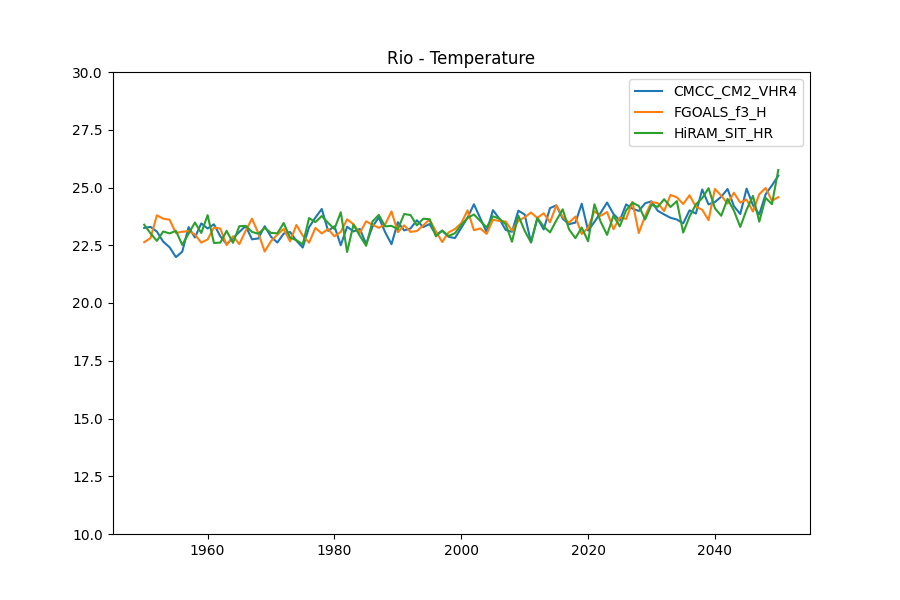 Rio - Temperature
30.0
CMCC_CM2_VHR4
FGOALS_f3_H
HiRAM_SIT_HR
27.5
25.0
22.5
20.0
17.5
15.0
12.5
10.0
1960 1980 2000 2020 2040